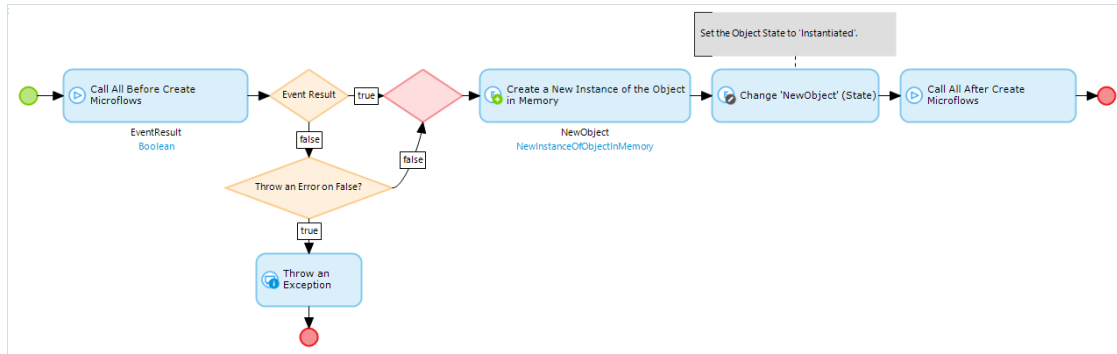 Set the Object State to 'Instantiated'.
Call All Before Create
Microflows
EventResult
Boolean
Event Result
true
false
Throw an Error on False?
false
true
Throw an
Exception
Create a New Instance of the Object
in Memory
NewObject
NewInstanceOfObjectInMemory
Change 'NewObject' (State)
Call All After Create
Microflows